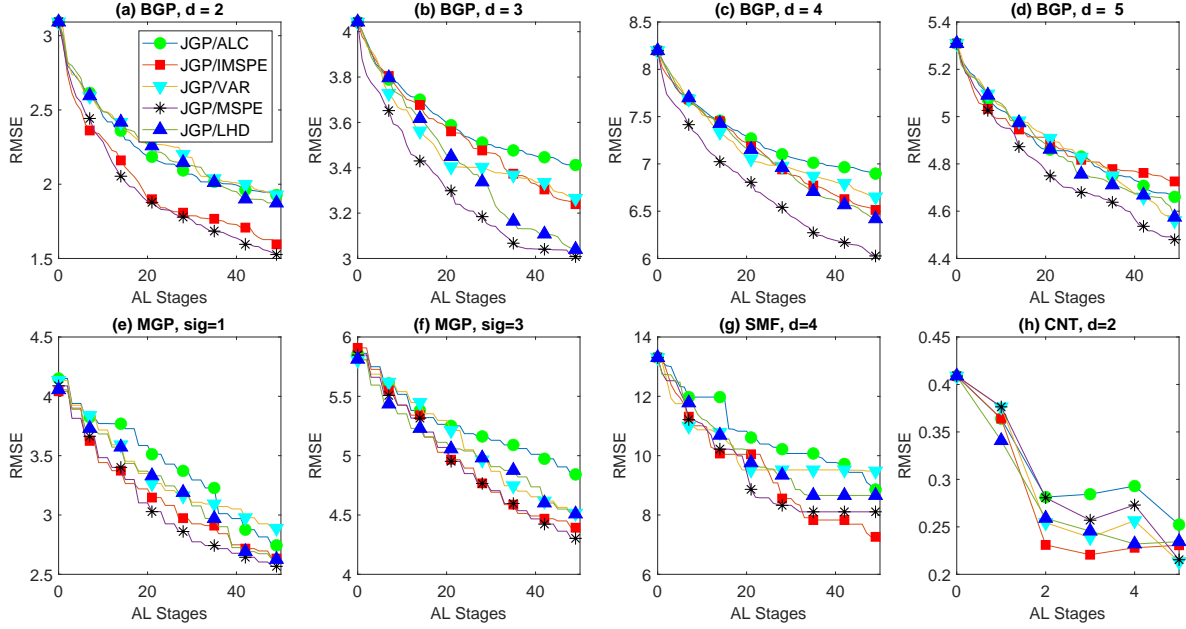 (a) BGP, d = 2
(b) BGP, d = 3
(c) BGP, d = 4
(d) BGP, d = 5
JGP/ALC
JGP/IMSPE
JGP/VAR
JGP/MSPE
JGP/LHD
RMSE
3
2.5
2
1.5
0 20 40
AL Stages
RMSE
4
3.8
3.6
3.4
3.2
3
0 20 40
AL Stages
RMSE
8.5
8
7.5
7
6.5
6
0 20 40
AL Stages
RMSE
5.4
5.2
5
4.8
4.6
4.4
0 20 40
AL Stages
(e) MGP, sig=1
(f) MGP, sig=3
(g) SMF, d=4
(h) CNT, d=2
RMSE
4.5
4
3.5
3
2.5
0 20 40
AL Stages
RMSE
6
5.5
5
4.5
4
0 20 40
AL Stages
RMSE
14
13
12
10
8
6
0 20 40
AL Stages
RMSE
0.45
0.4
0.35
0.3
0.25
0.2
0 2 4
AL Stages